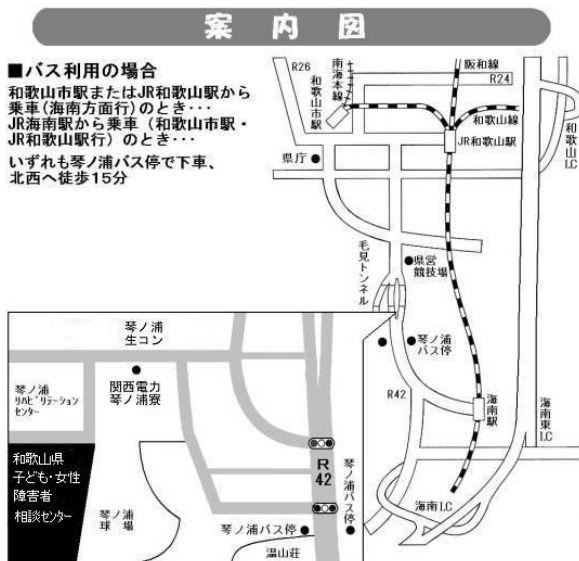 案内図
■バス利用の場合
和歌山市駅またはJR和歌山駅から
乗車(海南方面行)のとき･･･
JR海南駅から乗車（和歌山市駅・
JR和歌山駅行）のとき･･･
いずれも琴ノ浦バス停で下車、
北西へ徒歩15分
R26
南海本線
和歌山市駅
阪和線
R24
和歌山線
JR和歌山駅
和歌山I.C
県庁
毛見トンネル
県営
競技場
琴ノ浦
バス停
R42
海南駅
海南東I.C
海南I.C
琴ノ浦
生コン
関西電力
琴ノ浦寮
琴ノ浦
ﾘﾊﾋﾞﾘﾃｰｼｮﾝ
ｾﾝﾀｰ
和歌山県
子ども・女性
障害者
相談ｾﾝﾀｰ
琴ノ浦
球場
R
42
琴ノ浦バス停
琴ノ浦バス停
温山荘